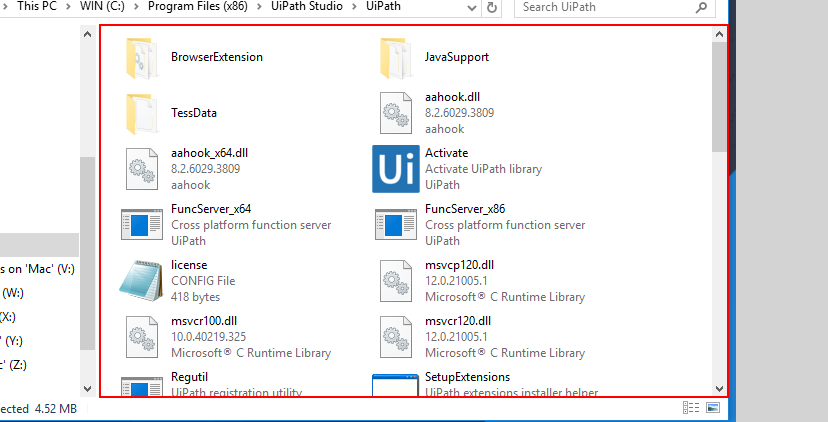 This PC > WIN (C:) > Program Files (x86) > UiPath Studio > UiPath
Search UiPath
BrowserExtension
JavaSupport
TessData
aahook.dll
8.2.6029.3809
aahook
aahook_x64.dll
8.2.6029.3809
aahook
Ui
Activate
Activate UiPath library
UiPath
FuncServer_x64
Cross platform function server
UiPath
FuncServer_x86
Cross platform function server
UiPath
license
CONFIG File
418 bytes
msvcp120.dll
12.0.21005.1
Microsoft® C Runtime Library
msvcr100.dll
10.0.40219.325
Microsoft® C Runtime Library
msvcr120.dll
12.0.21005.1
Microsoft® C Runtime Library
Regutil
UiPath registration utility
SetupExtensions
UiPath extensions installer helper
s on 'Mac' (V:)
(W:)
(X:)
' (Y:)
c' (Z:)
ected 4.52 MB